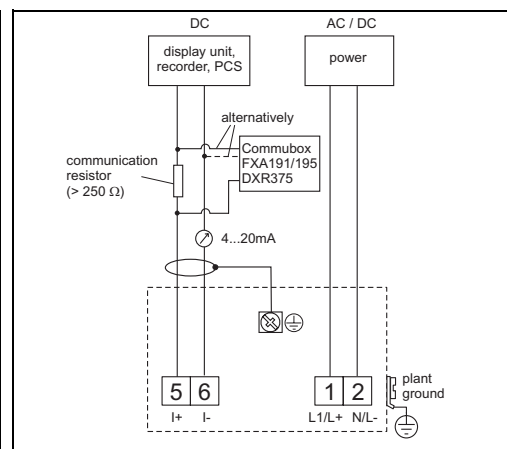 DC
AC / DC
display unit,
recorder, PCS
power
alternatively
Commubox
FXA191/195
DXR375
communication
resistor
(> 250 Ω)
4...20mA
5 6
1 2
I+ I-
L1/L+ N/L-
plant
ground